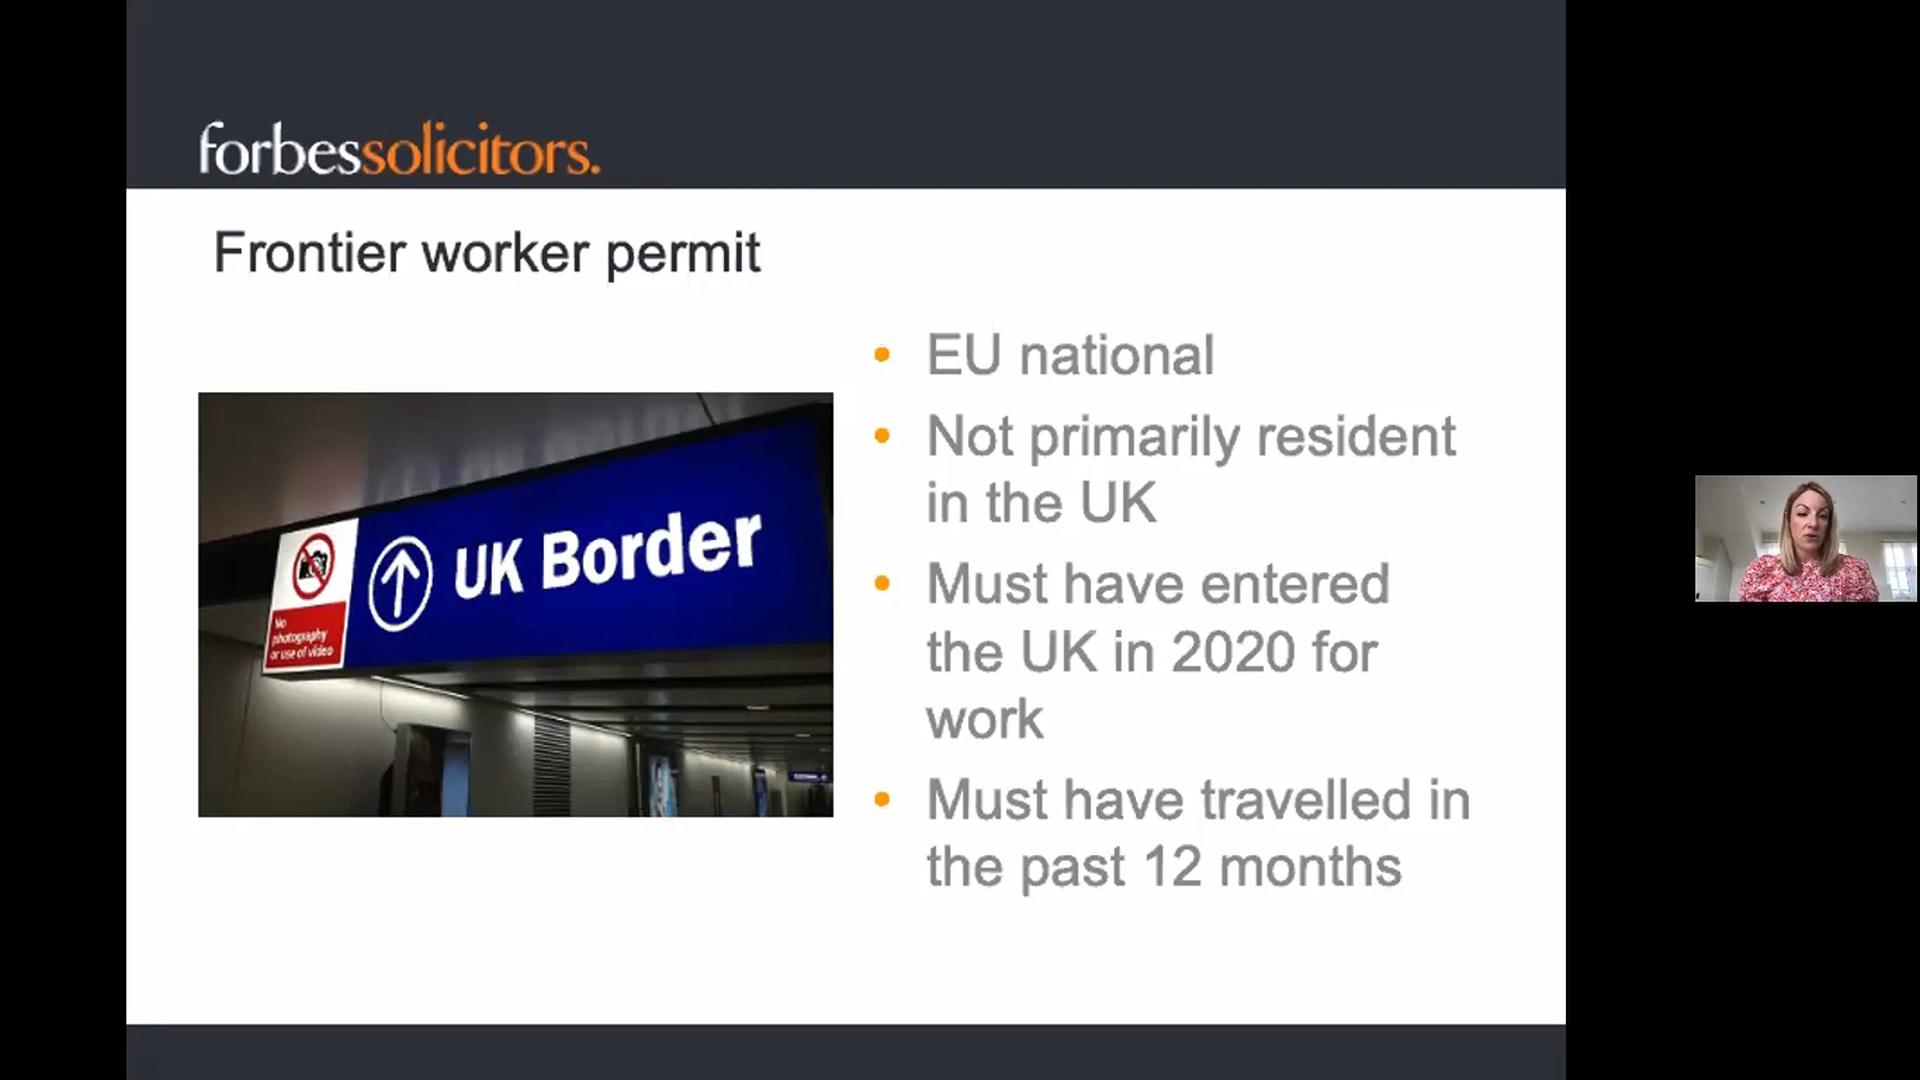 forbessolicitors.
Frontier worker permit
• EU national
• Not primarily resident
in the UK
• Must have entered
the UK in 2020 for
work
• Must have travelled in
the past 12 months
UK Border
No
photography
or use of video